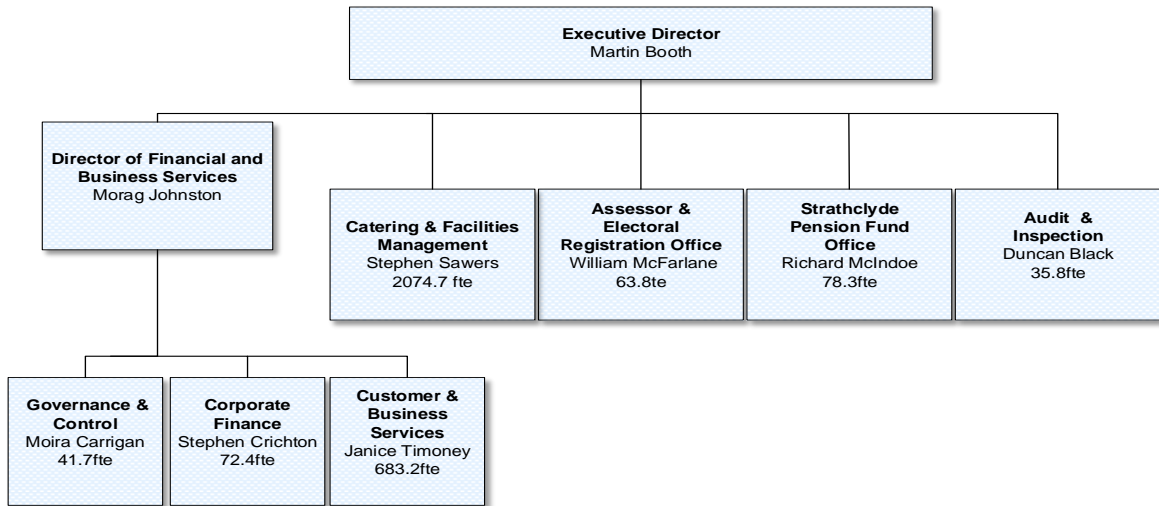 Executive Director
Martin Booth
Director of Financial and
Business Services
Morag Johnston
Catering & Facilities
Management
Stephen Sawers
2074.7 fte
Assessor &
Electoral
Registration Office
William McFarlane
63.8te
Strathclyde
Pension Fund
Office
Richard McIndoe
78.3fte
Audit & 
Inspection
Duncan Black
35.8fte
Governance &
Control
Moira Carrigan
41.7fte
Corporate
Finance
Stephen Crichton
72.4fte
Customer &
Business
Services
Janice Timoney
683.2fte